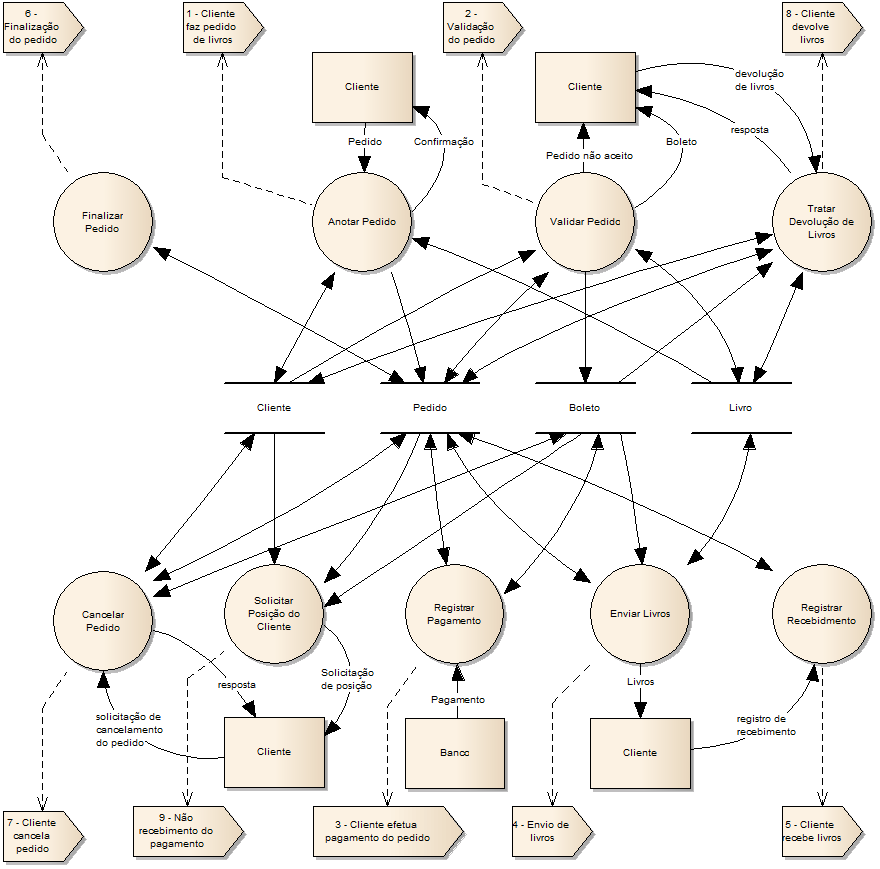 6 -
Finalização
do pedido
1 - Cliente
faz pedido
de livros
2 -
Validação
do pedido
8 - Cliente
devolve
livros
Cliente
Cliente
devolução
de livros
resposta
Pedido
Confirmação
Pedido não aceito
Boleto
Finalizar
Pedido
Anotar Pedido
Validar Pedido
Tratar
Devolução de
Livros
Cliente
Pedido
Boleto
Livro
Cancelar
Pedido
Solicitar
Posição do
Cliente
Registrar
Pagamento
Enviar Livros
Registrar
Recebidmento
resposta
Solicitação
de posição
Pagamento
Livros
solicitação de
cancelamento
do pedido
registro de
recebimento
Cliente
Banco
Cliente
7 - Cliente
cancela
pedido
9 - Não
recebimento do
pagamento
3 - Cliente efetua
pagamento do pedido
4 - Envio de
livros
5 - Cliente
recebe livros